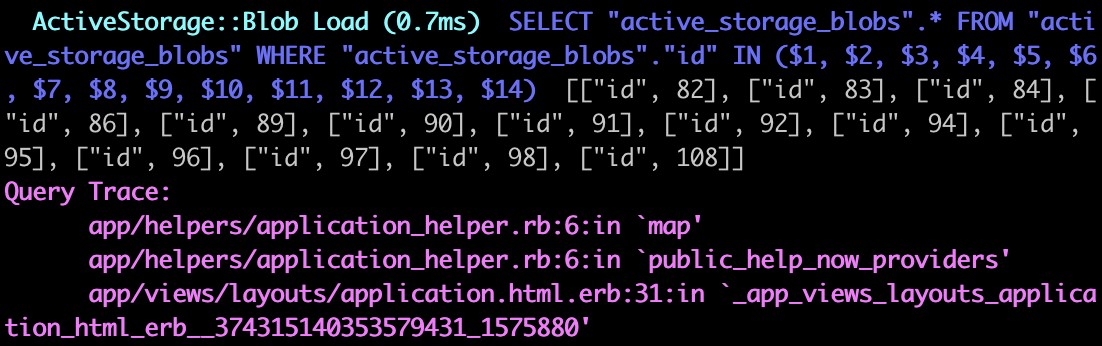 ActiveStorage::Blob Load (0.7ms)  SELECT "active_storage_blobs".* FROM "acti
ve_storage_blobs" WHERE "active_storage_blobs"."id" IN ($1, $2, $3, $4, $5, $6
, $7, $8, $9, $10, $11, $12, $13, $14)  [["id", 82], ["id", 83], ["id", 84], [
"id", 86], ["id", 89], ["id", 90], ["id", 91], ["id", 92], ["id", 94], ["id",
95], ["id", 96], ["id", 97], ["id", 98], ["id", 108]]
Query Trace:
app/helpers/application_helper.rb:6:in `map'
app/helpers/application_helper.rb:6:in `public_help_now_providers'
app/views/layouts/application.html.erb:31:in `_app_views_layouts_applica
tion_html_erb__374315140353579431_1575880'